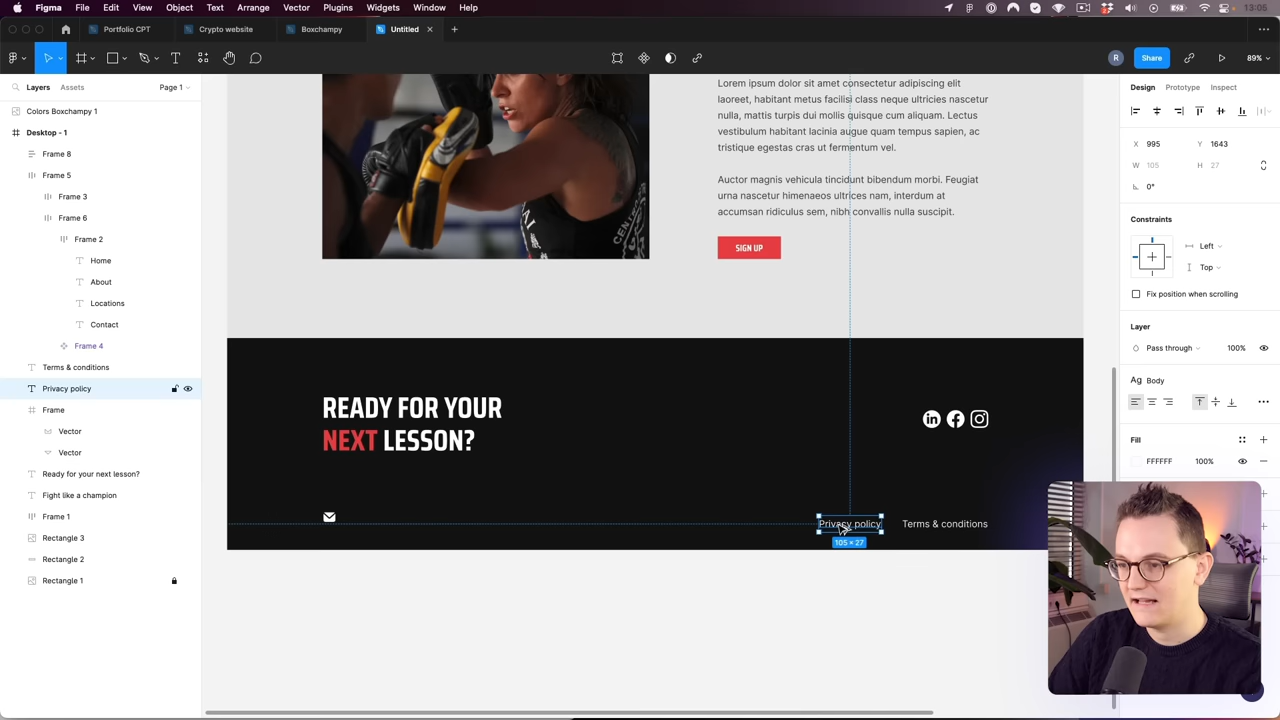 Figma File Edit View Object Text Arrange Vector Plugins Widgets Window Help
13:05
Portfolio CPT
Crypto website
Boxchampy
Untitled
R
Share
89%
Layers
Assets
Page 1
Colors Boxchampy 1
Desktop - 1
Frame 8
Frame 5
Frame 3
Frame 6
Frame 2
Home
About
Locations
Contact
Frame 4
Terms & conditions
Privacy policy
Frame
Vector
Vector
Ready for your next lesson?
Fight like a champion
Frame 1
Rectangle 3
Rectangle 2
Rectangle 1
Lorem ipsum dolor sit amet consectetur adipiscing elit
laoreet, habitant metus facilisi class neque ultricies nascetur
nulla, mattis turpis dui mollis quisque cum aliquam. Lectus
vestibulum habitant lacinia augue quam tempus sapien, ac
tristique egestas cras ut fermentum vel.
Auctor magnis vehicula tincidunt bibendum morbi. Feugiat
urna nascetur himenaeos ultrices nam, interdum at
accumsan ridiculus sem, nibh convallis nulla suscipit.
SIGN UP
READY FOR YOUR
NEXT LESSON?
in
Privacy policy
Terms & conditions
105 × 27
Design
Prototype
Inspect
X 995 Y 1643
W 105 H 27
0°
Constraints
Left
Top
Fix position when scrolling
Layer
Pass through 100%
Ag Body
Fill
FFFFFF 100%